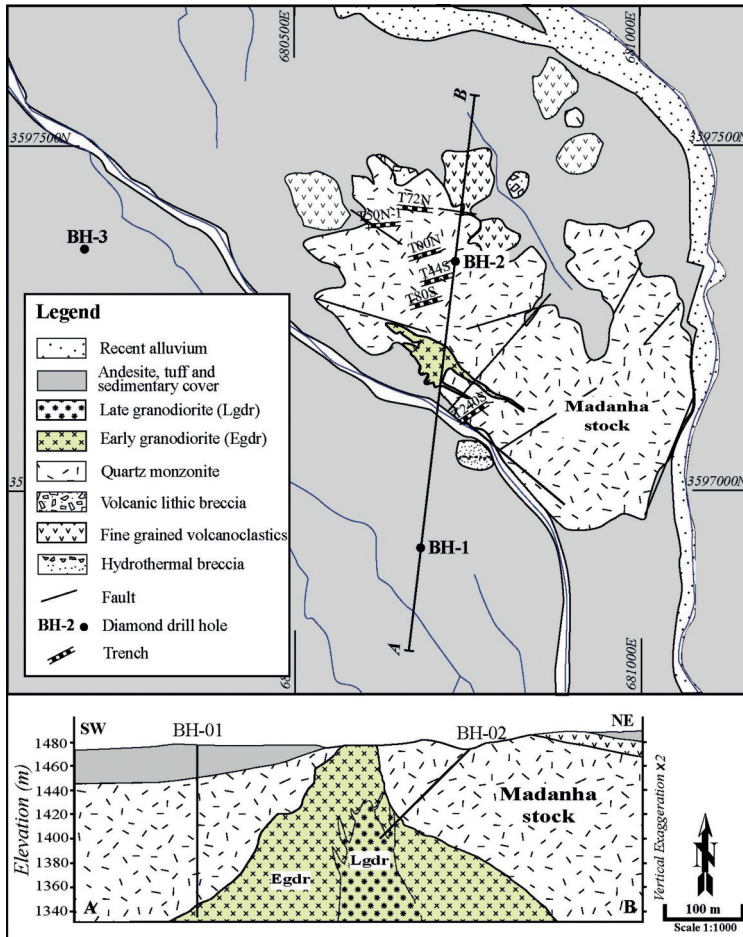 680500E
681000E
3597500N
3597500N
B
T72N
T50N-1
T00N
T44S
T80S
BH-2
BH-3
T240S
Madanha
stock
3597000N
BH-1
A
681000E
Legend
Recent alluvium
Andesite, tuff and
sedimentary cover
Late granodiorite (Lgdr)
Early granodiorite (Egdr)
Quartz monzonite
Volcanic lithic breccia
Fine grained volcanoclastics
Hydrothermal breccia
Fault
BH-2 Diamond drill hole
Trench
SW
BH-01
BH-02
NE
Elevation (m)
1480
1460
1440
1420
1400
1380
1360
1340
Madanha
stock
Egdr
Lgdr
A
B
Vertical Exaggeration x2
N
100 m
Scale 1:1000